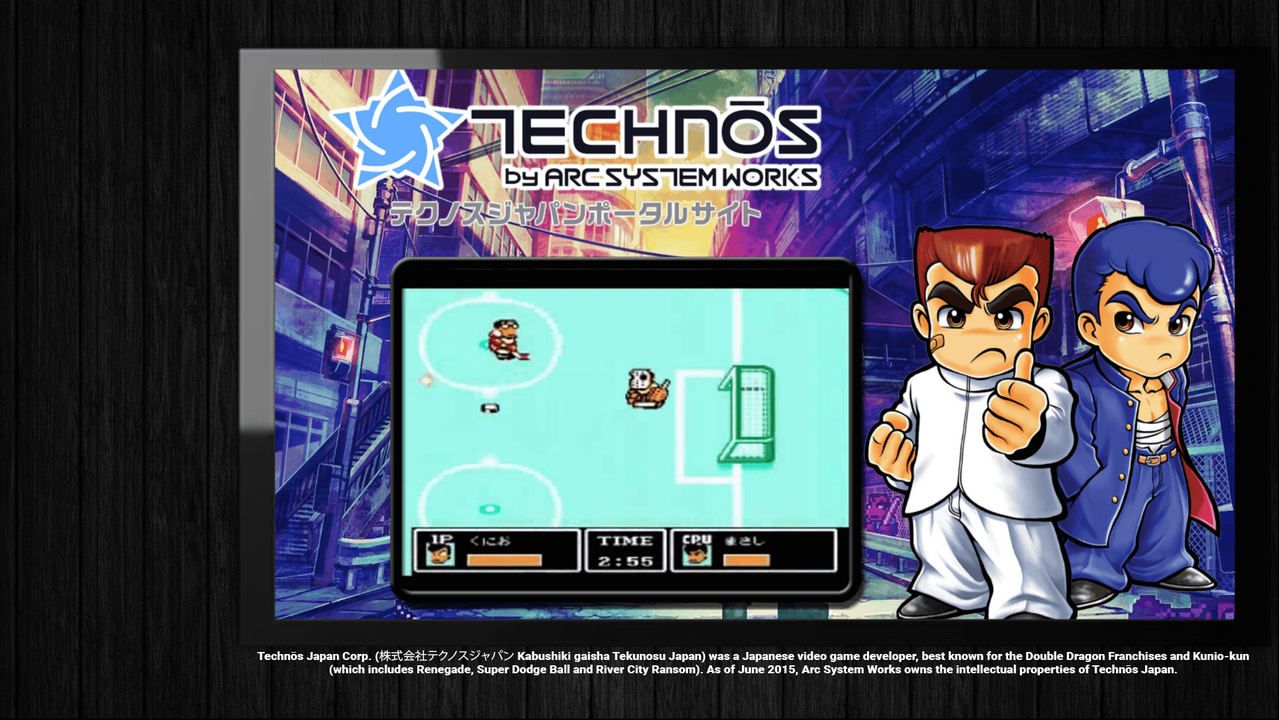 TECHNŌS
by ARC SYSTEM WORKS
テクノスジャパンポータルサイト
1P くにお
TIME
2:55
CPU まさし
Technōs Japan Corp. (株式会社テクノスジャパン Kabushiki gaisha Tekunosu Japan) was a Japanese video game developer, best known for the Double Dragon Franchises and Kunio-kun
(which includes Renegade, Super Dodge Ball and River City Ransom). As of June 2015, Arc System Works owns the intellectual properties of Technōs Japan.